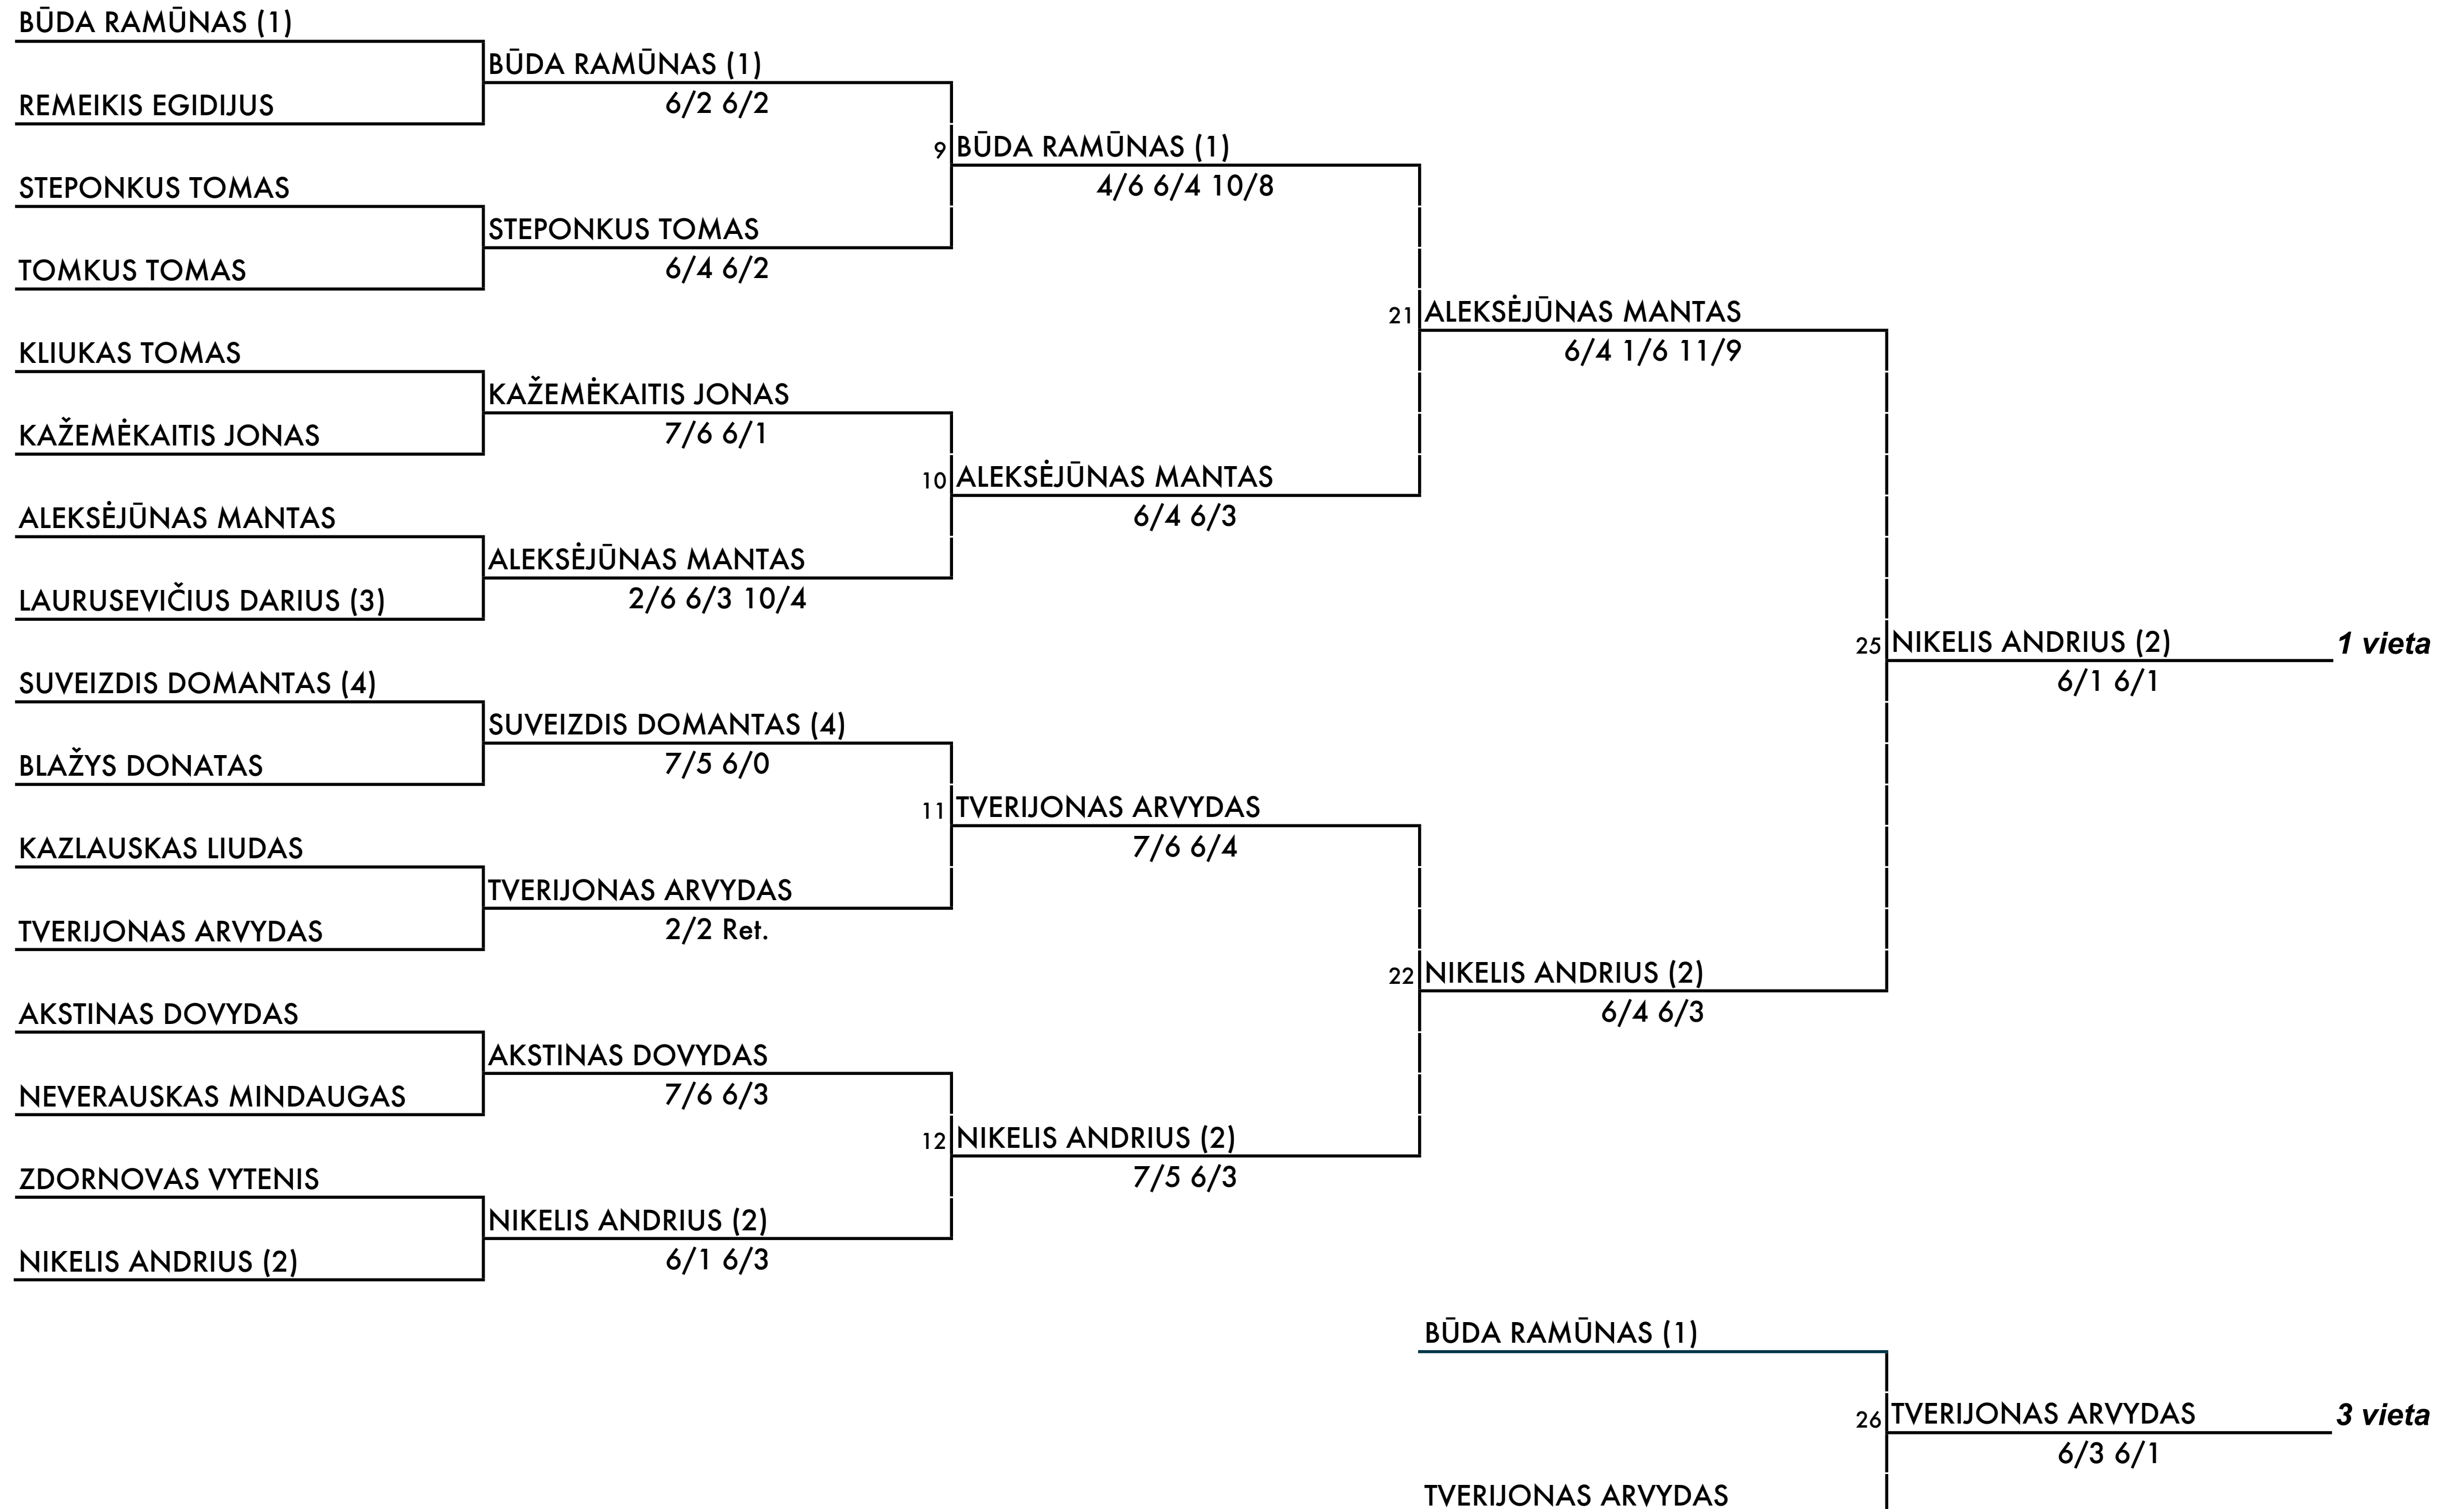 BŪDA RAMŪNAS (1)
BŪDA RAMŪNAS (1)
REMEIKIS EGIDIJUS
6/2 6/2
9 BŪDA RAMŪNAS (1)
STEPONKUS TOMAS
4/6 6/4 10/8
STEPONKUS TOMAS
TOMKUS TOMAS
6/4 6/2
21 ALEKSĖJŪNAS MANTAS
KLIUKAS TOMAS
6/4 1/6 11/9
KAŽEMĖKAITIS JONAS
KAŽEMĖKAITIS JONAS
7/6 6/1
10 ALEKSĖJŪNAS MANTAS
ALEKSĖJŪNAS MANTAS
6/4 6/3
ALEKSĖJŪNAS MANTAS
LAURUSEVIČIUS DARIUS (3)
2/6 6/3 10/4
25 NIKELIS ANDRIUS (2) 1 vieta
SUVEIZDIS DOMANTAS (4)
6/1 6/1
SUVEIZDIS DOMANTAS (4)
BLAŽYS DONATAS
7/5 6/0
11 TVERIJONAS ARVYDAS
KAZLAUSKAS LIUDAS
7/6 6/4
TVERIJONAS ARVYDAS
TVERIJONAS ARVYDAS
2/2 Ret.
22 NIKELIS ANDRIUS (2)
AKSTINAS DOVYDAS
6/4 6/3
AKSTINAS DOVYDAS
NEVERAUSKAS MINDAUGAS
7/6 6/3
12 NIKELIS ANDRIUS (2)
ZDORNOVAS VYTENIS
7/5 6/3
NIKELIS ANDRIUS (2)
NIKELIS ANDRIUS (2)
6/1 6/3
BŪDA RAMŪNAS (1)
26 TVERIJONAS ARVYDAS 3 vieta
6/3 6/1
TVERIJONAS ARVYDAS